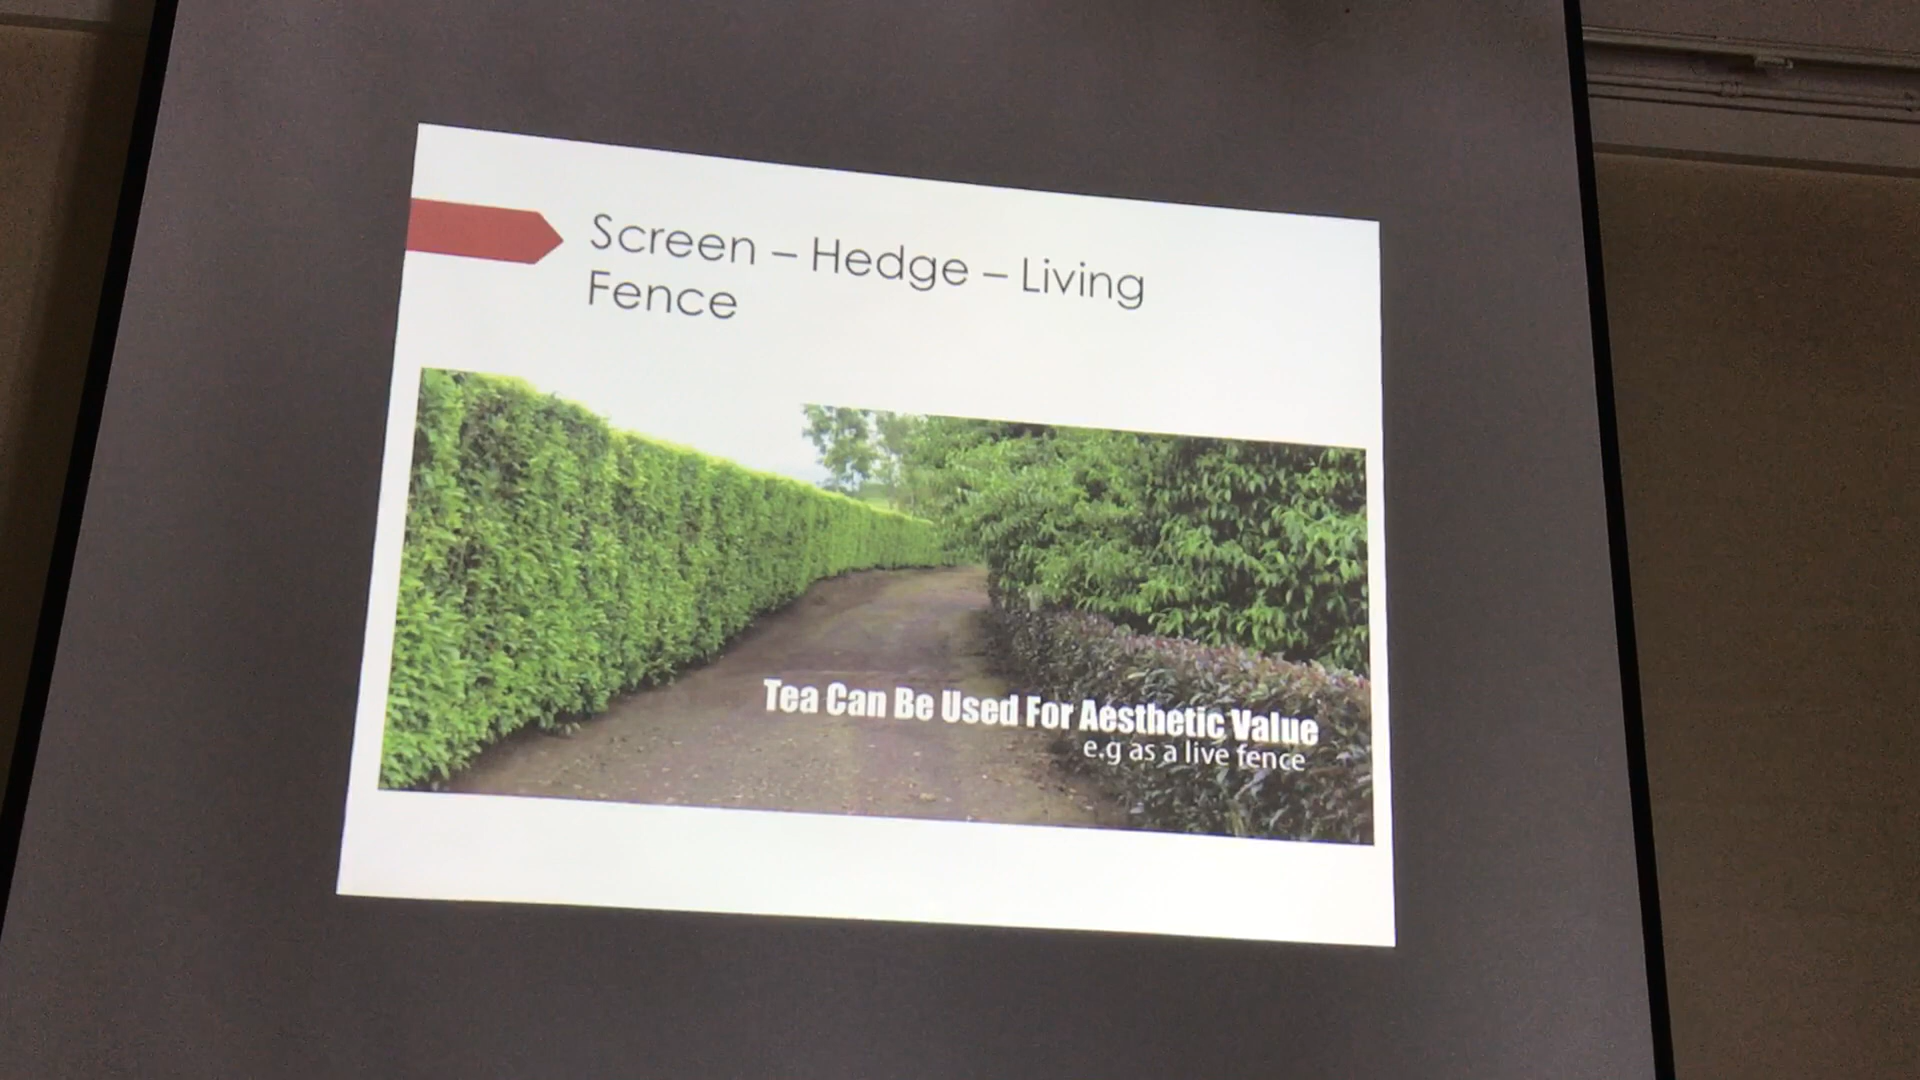 Screen – Hedge – Living
Fence
Tea Can Be Used For Aesthetic Value
e.g as a live fence